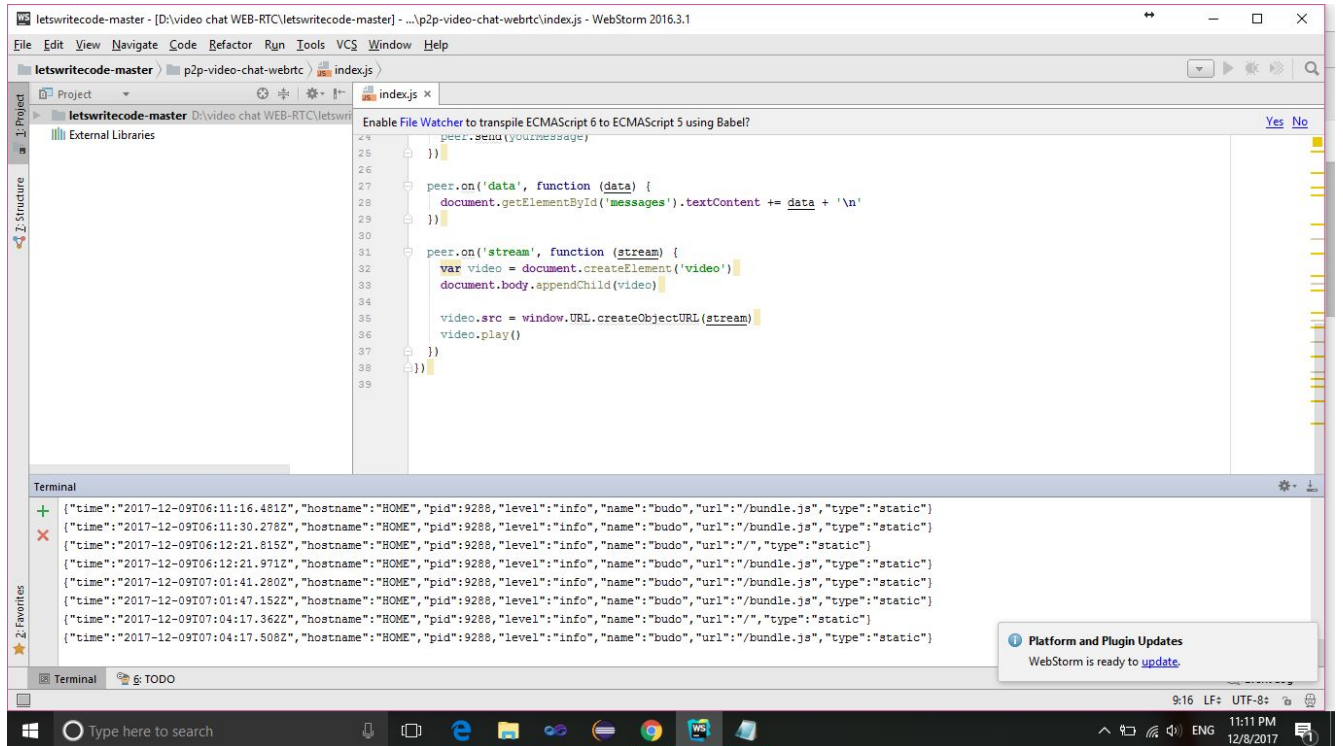 letswritecode-master - [D:\video chat WEB-RTC\letswritecode-master] - ...\p2p-video-chat-webrtc\index.js - WebStorm 2016.3.1
File Edit View Navigate Code Refactor Run Tools VCS Window Help
letswritecode-master p2p-video-chat-webrtc index.js
Project
index.js
1: Project
letswritecode-master D:\video chat WEB-RTC\letswri
External Libraries
Enable File Watcher to transpile ECMAScript 6 to ECMAScript 5 using Babel? Yes No
24 peer.send(yourMessage)
25 })
26
27 peer.on('data', function (data) {
28 document.getElementById('messages').textContent += data + '\n'
29 })
30
31 peer.on('stream', function (stream) {
32 var video = document.createElement('video')
33 document.body.appendChild(video)
34
35 video.src = window.URL.createObjectURL(stream)
36 video.play()
37 })
38 })
39
7: Structure
2: Favorites
Terminal
{"time":"2017-12-09T06:11:16.481Z","hostname":"HOME","pid":9288,"level":"info","name":"budo","url":"/bundle.js","type":"static"}
{"time":"2017-12-09T06:11:30.278Z","hostname":"HOME","pid":9288,"level":"info","name":"budo","url":"/bundle.js","type":"static"}
{"time":"2017-12-09T06:12:21.815Z","hostname":"HOME","pid":9288,"level":"info","name":"budo","url":"/","type":"static"}
{"time":"2017-12-09T06:12:21.971Z","hostname":"HOME","pid":9288,"level":"info","name":"budo","url":"/bundle.js","type":"static"}
{"time":"2017-12-09T07:01:41.280Z","hostname":"HOME","pid":9288,"level":"info","name":"budo","url":"/bundle.js","type":"static"}
{"time":"2017-12-09T07:01:47.152Z","hostname":"HOME","pid":9288,"level":"info","name":"budo","url":"/bundle.js","type":"static"}
{"time":"2017-12-09T07:04:17.362Z","hostname":"HOME","pid":9288,"level":"info","name":"budo","url":"/","type":"static"}
{"time":"2017-12-09T07:04:17.508Z","hostname":"HOME","pid":9288,"level":"info","name":"budo","url":"/bundle.js","type":"static"}
Platform and Plugin Updates
WebStorm is ready to update.
Terminal 6: TODO
9:16 LF UTF-8
Type here to search
WS
ENG
11:11 PM
12/8/2017
1